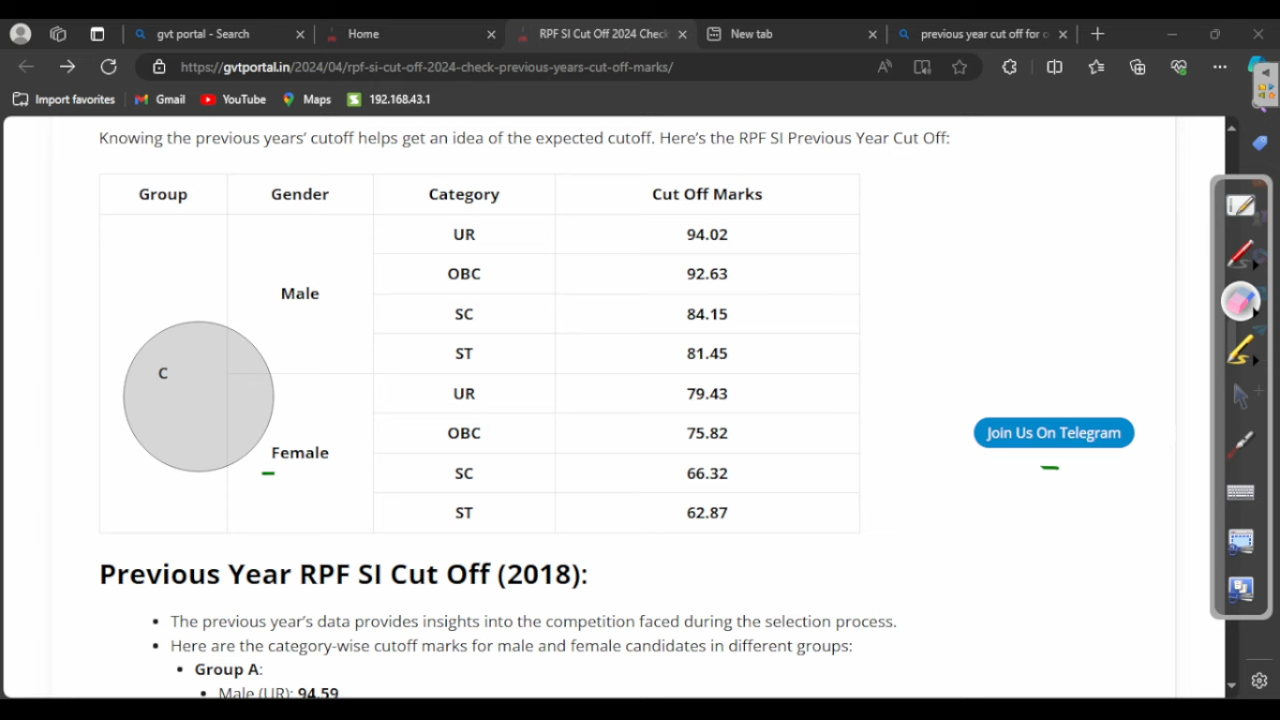 gvt portal - Search
Home
RPF SI Cut Off 2024 Chec
New tab
previous year cut off for
https://gvtportal.in/2024/04/rpf-si-cut-off-2024-check-previous-years-cut-off-marks/
Import favorites
Gmail
YouTube
Maps
192.168.43.1
Knowing the previous years’ cutoff helps get an idea of the expected cutoff. Here’s the RPF SI Previous Year Cut Off:
Group Gender Category Cut Off Marks
UR 94.02
OBC 92.63
Male
SC 84.15
ST 81.45
C
UR 79.43
OBC 75.82
Female
SC 66.32
ST 62.87
Join Us On Telegram
Previous Year RPF SI Cut Off (2018):
• The previous year’s data provides insights into the competition faced during the selection process.
• Here are the category-wise cutoff marks for male and female candidates in different groups:
• Group A:
• Male (UR): 94.59